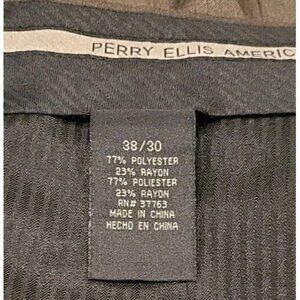 PERRY ELLIS AMERIC
38/30
77% POLYESTER
23% RAYON
77% POLIESTER
23% RAYON
RN# 37763
MADE IN CHINA
HECHO EN CHINA